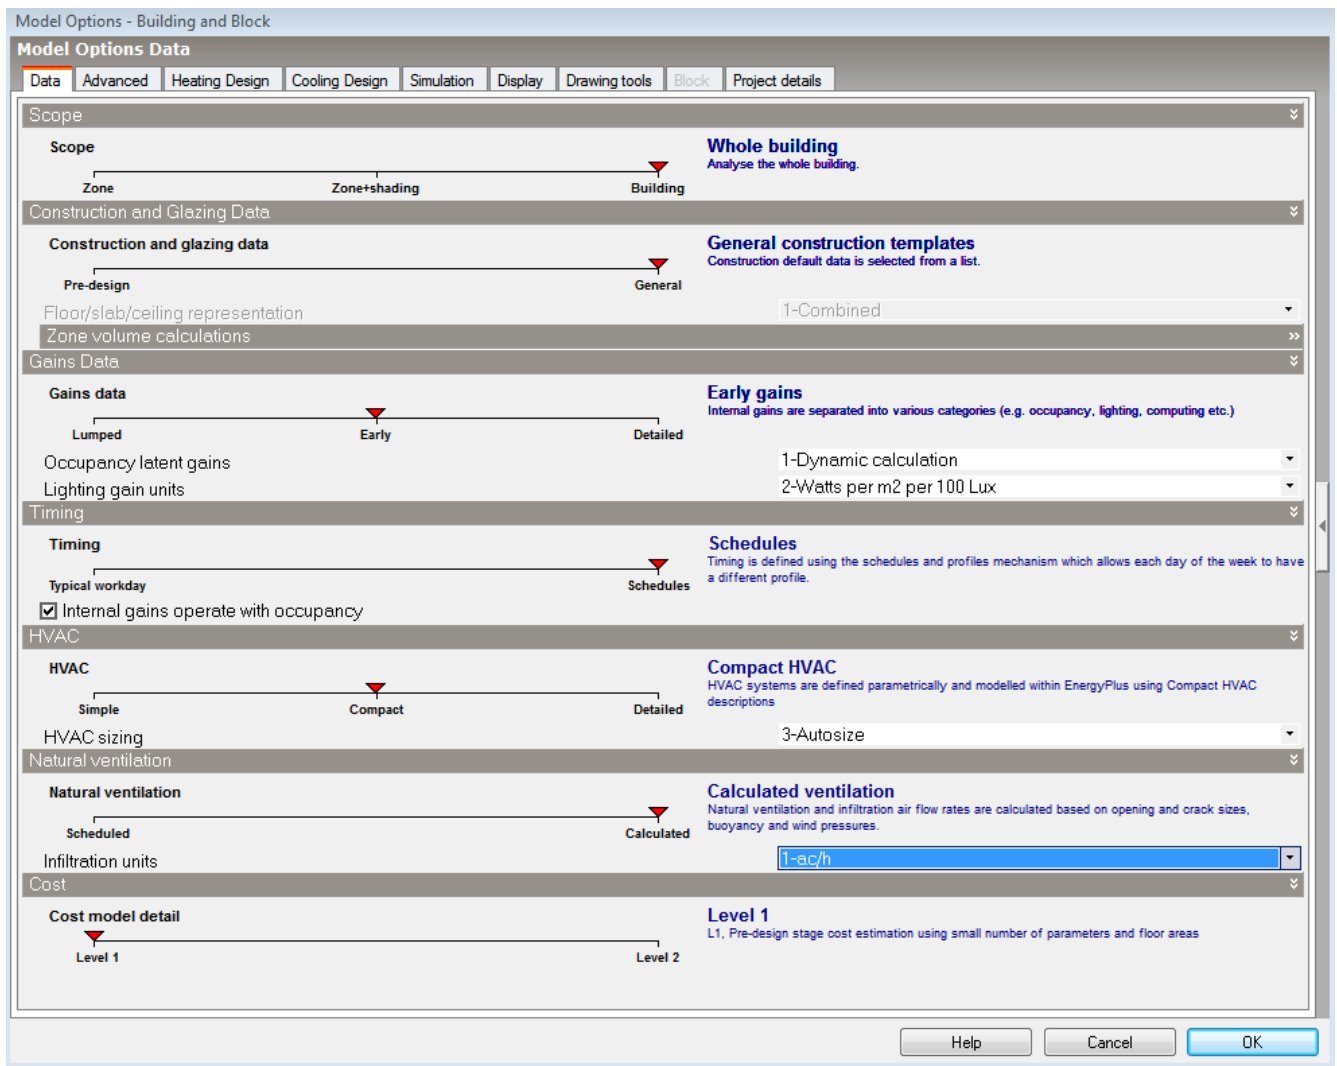 Model Options - Building and Block
Model Options Data
Data Advanced Heating Design Cooling Design Simulation Display Drawing tools Block Project details
Scope
Scope
Whole building
Analyse the whole building.
Zone Zone+shading Building
Construction and Glazing Data
Construction and glazing data
General construction templates
Construction default data is selected from a list.
Pre-design General
Floor/slab/ceiling representation 1-Combined
Zone volume calculations
Gains Data
Gains data
Early gains
Internal gains are separated into various categories (e.g. occupancy, lighting, computing etc.)
Lumped Early Detailed
Occupancy latent gains 1-Dynamic calculation
Lighting gain units 2-Watts per m2 per 100 Lux
Timing
Timing
Schedules
Timing is defined using the schedules and profiles mechanism which allows each day of the week to have
a different profile.
Typical workday Schedules
Internal gains operate with occupancy
HVAC
HVAC
Compact HVAC
HVAC systems are defined parametrically and modelled within EnergyPlus using Compact HVAC
descriptions
Simple Compact Detailed
HVAC sizing 3-Autosize
Natural ventilation
Natural ventilation
Calculated ventilation
Natural ventilation and infiltration air flow rates are calculated based on opening and crack sizes,
buoyancy and wind pressures.
Scheduled Calculated
Infiltration units 1-ac/h
Cost
Cost model detail
Level 1
L1, Pre-design stage cost estimation using small number of parameters and floor areas
Level 1 Level 2
Help Cancel OK